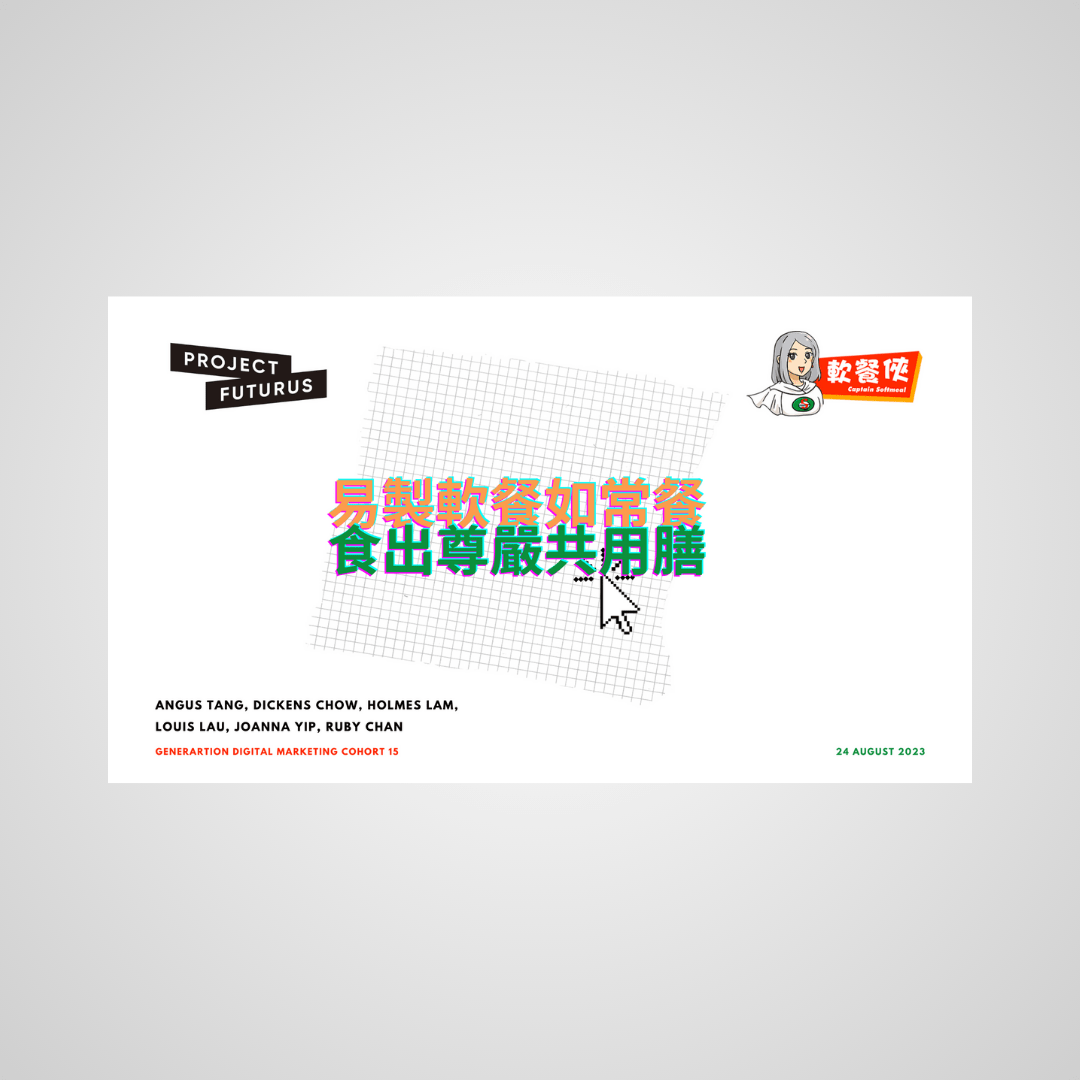 PROJECT
FUTURUS
軟餐俠
Captain Softmeal
易製軟餐如常餐
食出尊嚴共用膳
ANGUS TANG, DICKENS CHOW, HOLMES LAM,
LOUIS LAU, JOANNA YIP, RUBY CHAN
GENERARTION DIGITAL MARKETING COHORT 15
24 AUGUST 2023